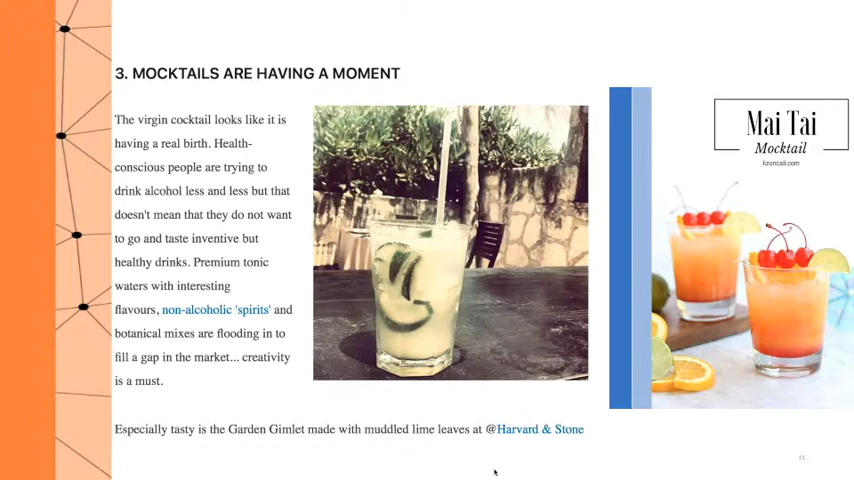 3. MOCKTAILS ARE HAVING A MOMENT
The virgin cocktail looks like it is
having a real birth. Health-
conscious people are trying to
drink alcohol less and less but that
doesn't mean that they do not want
to go and taste inventive but
healthy drinks. Premium tonic
waters with interesting
flavours, non-alcoholic 'spirits' and
botanical mixes are flooding in to
fill a gap in the market... creativity
is a must.
Especially tasty is the Garden Gimlet made with muddled lime leaves at @Harvard & Stone
Mai Tai
Mocktail
lizoncall.com